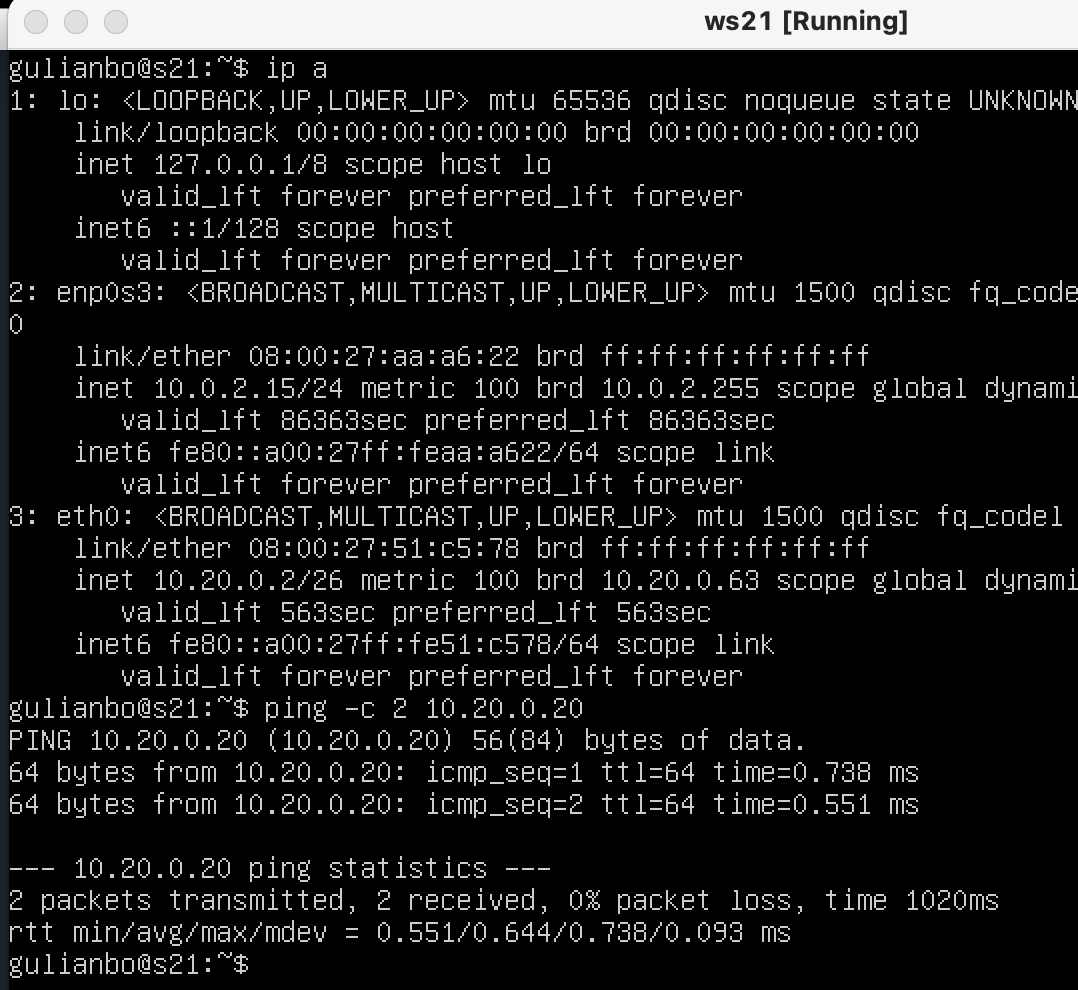 ws21 [Running]
gulianbo@s21:~$ ip a
1: lo: <LOOPBACK,UP,LOWER_UP> mtu 65536 qdisc noqueue state UNKNOWN
link/loopback 00:00:00:00:00:00 brd 00:00:00:00:00:00
inet 127.0.0.1/8 scope host lo
valid_lft forever preferred_lft forever
inet6 ::1/128 scope host
valid_lft forever preferred_lft forever
2: enp0s3: <BROADCAST,MULTICAST,UP,LOWER_UP> mtu 1500 qdisc fq_code
0
link/ether 08:00:27:aa:a6:22 brd ff:ff:ff:ff:ff:ff
inet 10.0.2.15/24 metric 100 brd 10.0.2.255 scope global dynami
valid_lft 86363sec preferred_lft 86363sec
inet6 fe80::a00:27ff:feaa:a622/64 scope link
valid_lft forever preferred_lft forever
3: eth0: <BROADCAST,MULTICAST,UP,LOWER_UP> mtu 1500 qdisc fq_codel
link/ether 08:00:27:51:c5:78 brd ff:ff:ff:ff:ff:ff
inet 10.20.0.2/26 metric 100 brd 10.20.0.63 scope global dynami
valid_lft 563sec preferred_lft 563sec
inet6 fe80::a00:27ff:fe51:c578/64 scope link
valid_lft forever preferred_lft forever
gulianbo@s21:~$ ping -c 2 10.20.0.20
PING 10.20.0.20 (10.20.0.20) 56(84) bytes of data.
64 bytes from 10.20.0.20: icmp_seq=1 ttl=64 time=0.738 ms
64 bytes from 10.20.0.20: icmp_seq=2 ttl=64 time=0.551 ms
--- 10.20.0.20 ping statistics ---
2 packets transmitted, 2 received, 0% packet loss, time 1020ms
rtt min/avg/max/mdev = 0.551/0.644/0.738/0.093 ms
gulianbo@s21:~$